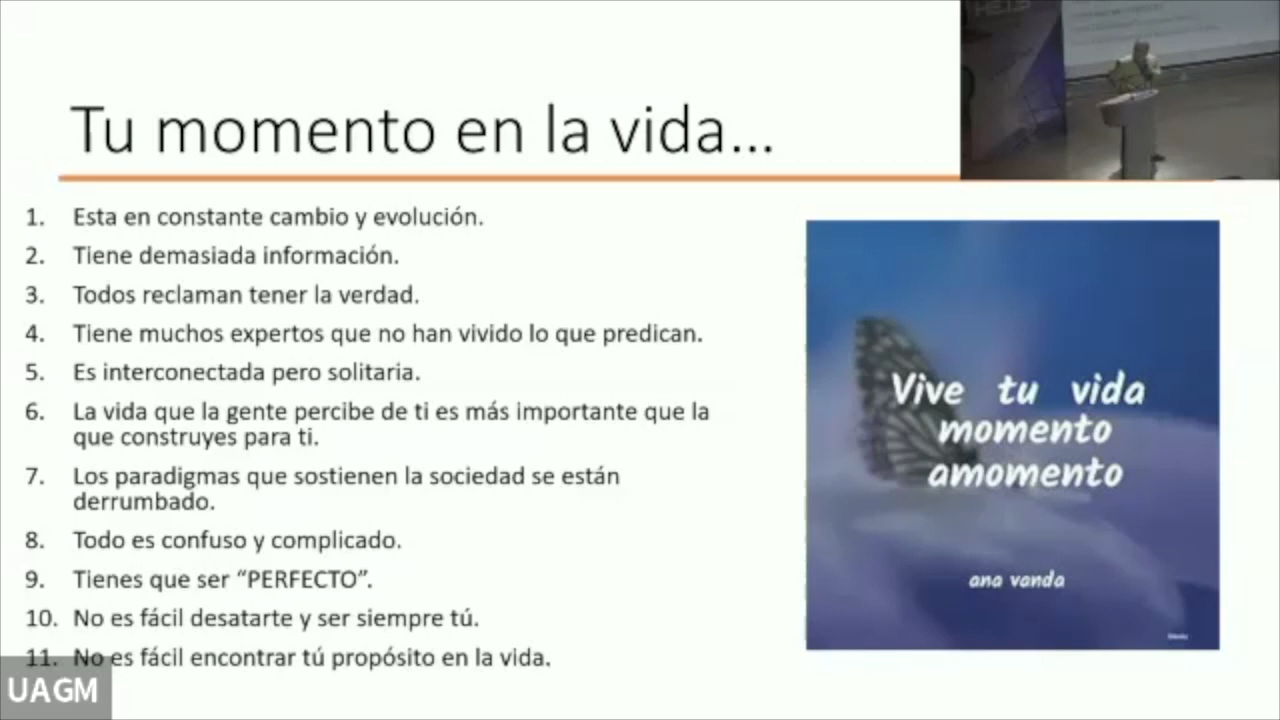 Tu momento en la vida...
1. Esta en constante cambio y evolución.
2. Tiene demasiada información.
3. Todos reclaman tener la verdad.
4. Tiene muchos expertos que no han vivido lo que predican.
5. Es interconectada pero solitaria.
6. La vida que la gente percibe de ti es más importante que la
que construyes para ti.
7. Los paradigmas que sostienen la sociedad se están
derrumbado.
8. Todo es confuso y complicado.
9. Tienes que ser “PERFECTO”.
10. No es fácil desatarte y ser siempre tú.
11. No es fácil encontrar tú propósito en la vida.
Vive tu vida
momento
amomento
ana vanda
UAGM